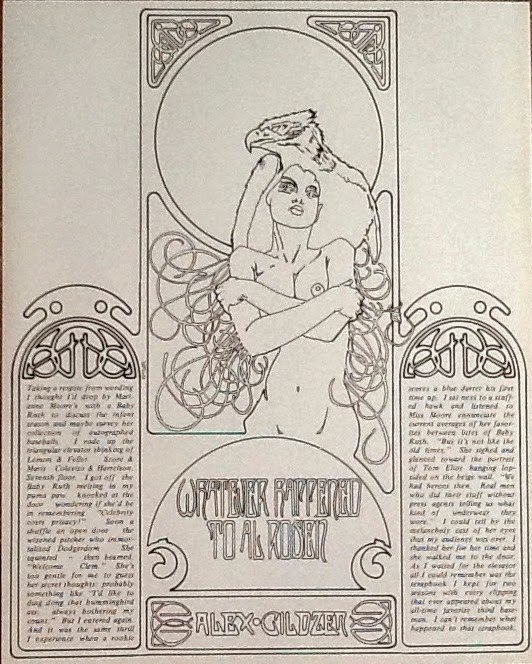 Taking a respite from weeding
I thought I'd drop by Mari-
anne Moore's with a Baby
Ruth to discuss the infant
season and maybe survey her
collection of autographed
baseballs. I rode up the
triangular elevator thinking of
Lemon & Feller Score &
Maris Colavito & Harrelson.
Seventh floor. I got off the
Baby Ruth melting in my
puma paw knocked at the
door wondering if she'd be
in remembering "Celebrity
costs privacy!" Soon a
shuffle an open door the
wizened pitcher who immor-
talized Dodgerdom. She
squinted - then beamed.
"Welcome Clem." She's
too gentle for me to guess
her secret thoughts: probably
something like "I'd like to
ding dong that hummingbird
ass, always bothering my
count." But I entered again.
And it was the same thrill
I experience when a rookie
scores a blue darter his first
time up. I sat next to a stuff-
ed hawk and listened to
Miss Moore ennunciate the
current averages of her favor-
ites between bites of Baby
Ruth. "But it's not like the
old times." She sighed and
glanced toward the portrait
of Tom Eliot hanging lop-
sided on the beige wall. "We
had heroes then. Real men
who did their stuff without
press agents telling us what
kind of underwear they
wore." I could tell by the
melancholy cast of her eyes
that my audience was over. I
thanked her for her time and
she walked me to the door.
As I waited for the elevator
all I could remember was the
scrapbook I kept for two
seasons with every clipping
that ever appeared about my
all-time favorite third base-
man. I can't remember what
happened to that scrapbook.
WHATEVER HAPPENED
TO AL ROSEN
ALEX · GILDZEN